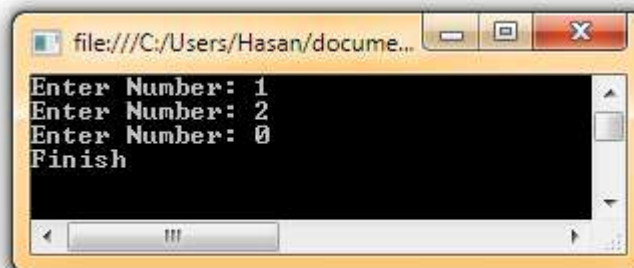 file:///C:/Users/Hasan/docume...
Enter Number: 1
Enter Number: 2
Enter Number: 0
Finish